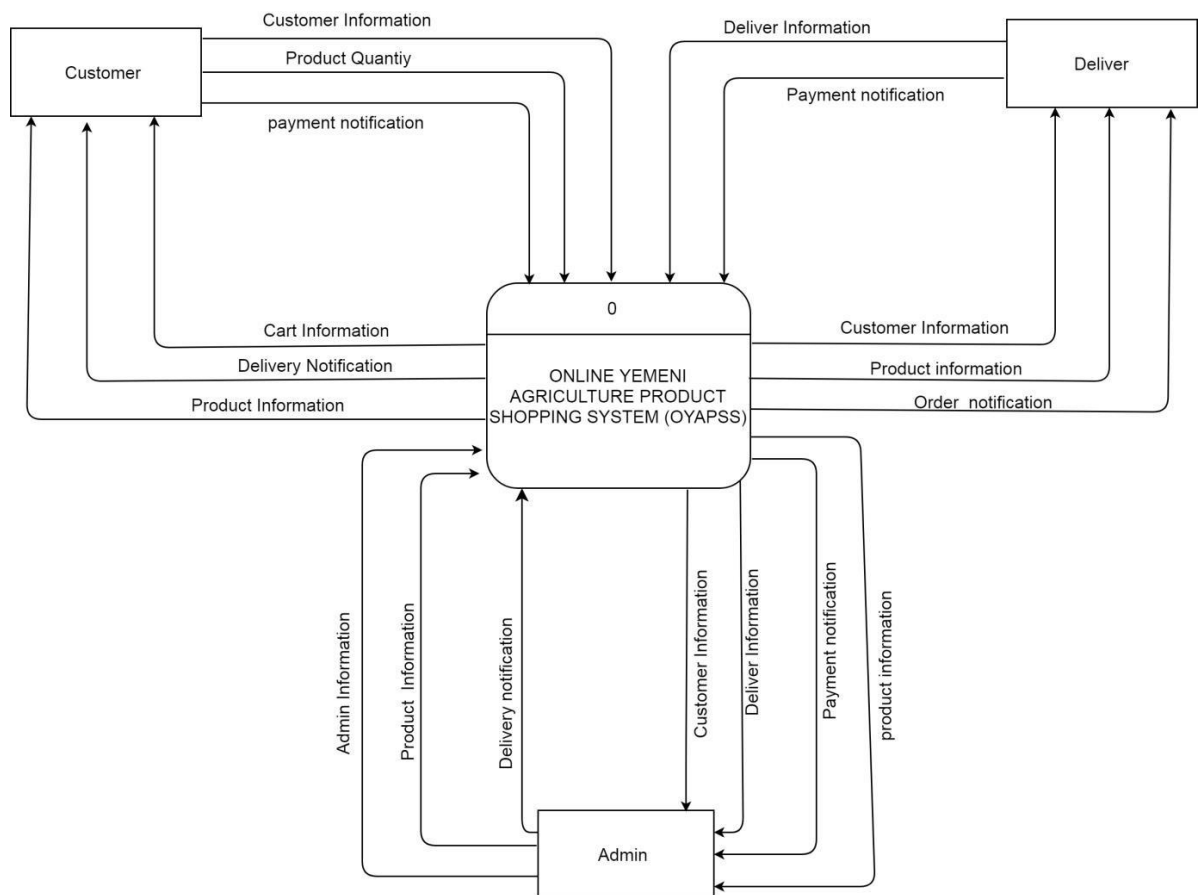 Customer Information
Deliver Information
Customer
Product Quantiy
Deliver
payment notification
Payment notification
0
Cart Information
Customer Information
Delivery Notification
Product information
Product Information
Order notification
ONLINE YEMENI
AGRICULTURE PRODUCT
SHOPPING SYSTEM (OYAPSS)
Admin Information
Product Information
Delivery notification
Customer Information
Deliver Information
Payment notification
product information
Admin